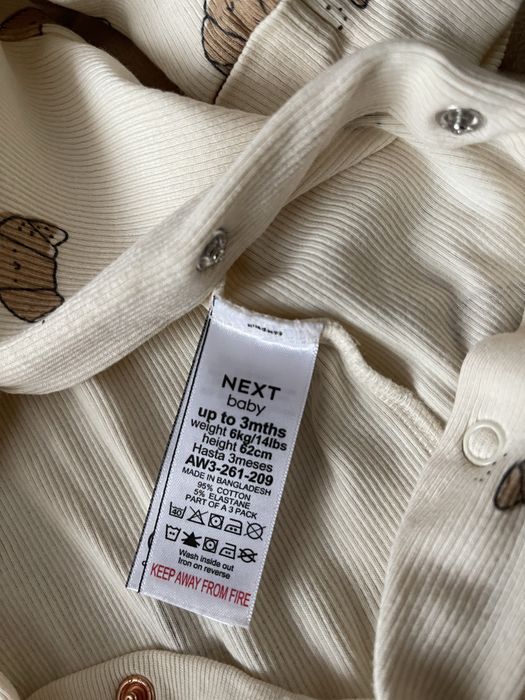 NEXT
baby
up to 3mths
weight 6kg/14lbs
height 62cm
Hasta 3meses
AW3-261-209
MADE IN BANGLADESH
95% COTTON
5% ELASTANE
PART OF A 3 PACK
40
Wash inside out
Iron on reverse
KEEP AWAY FROM FIRE